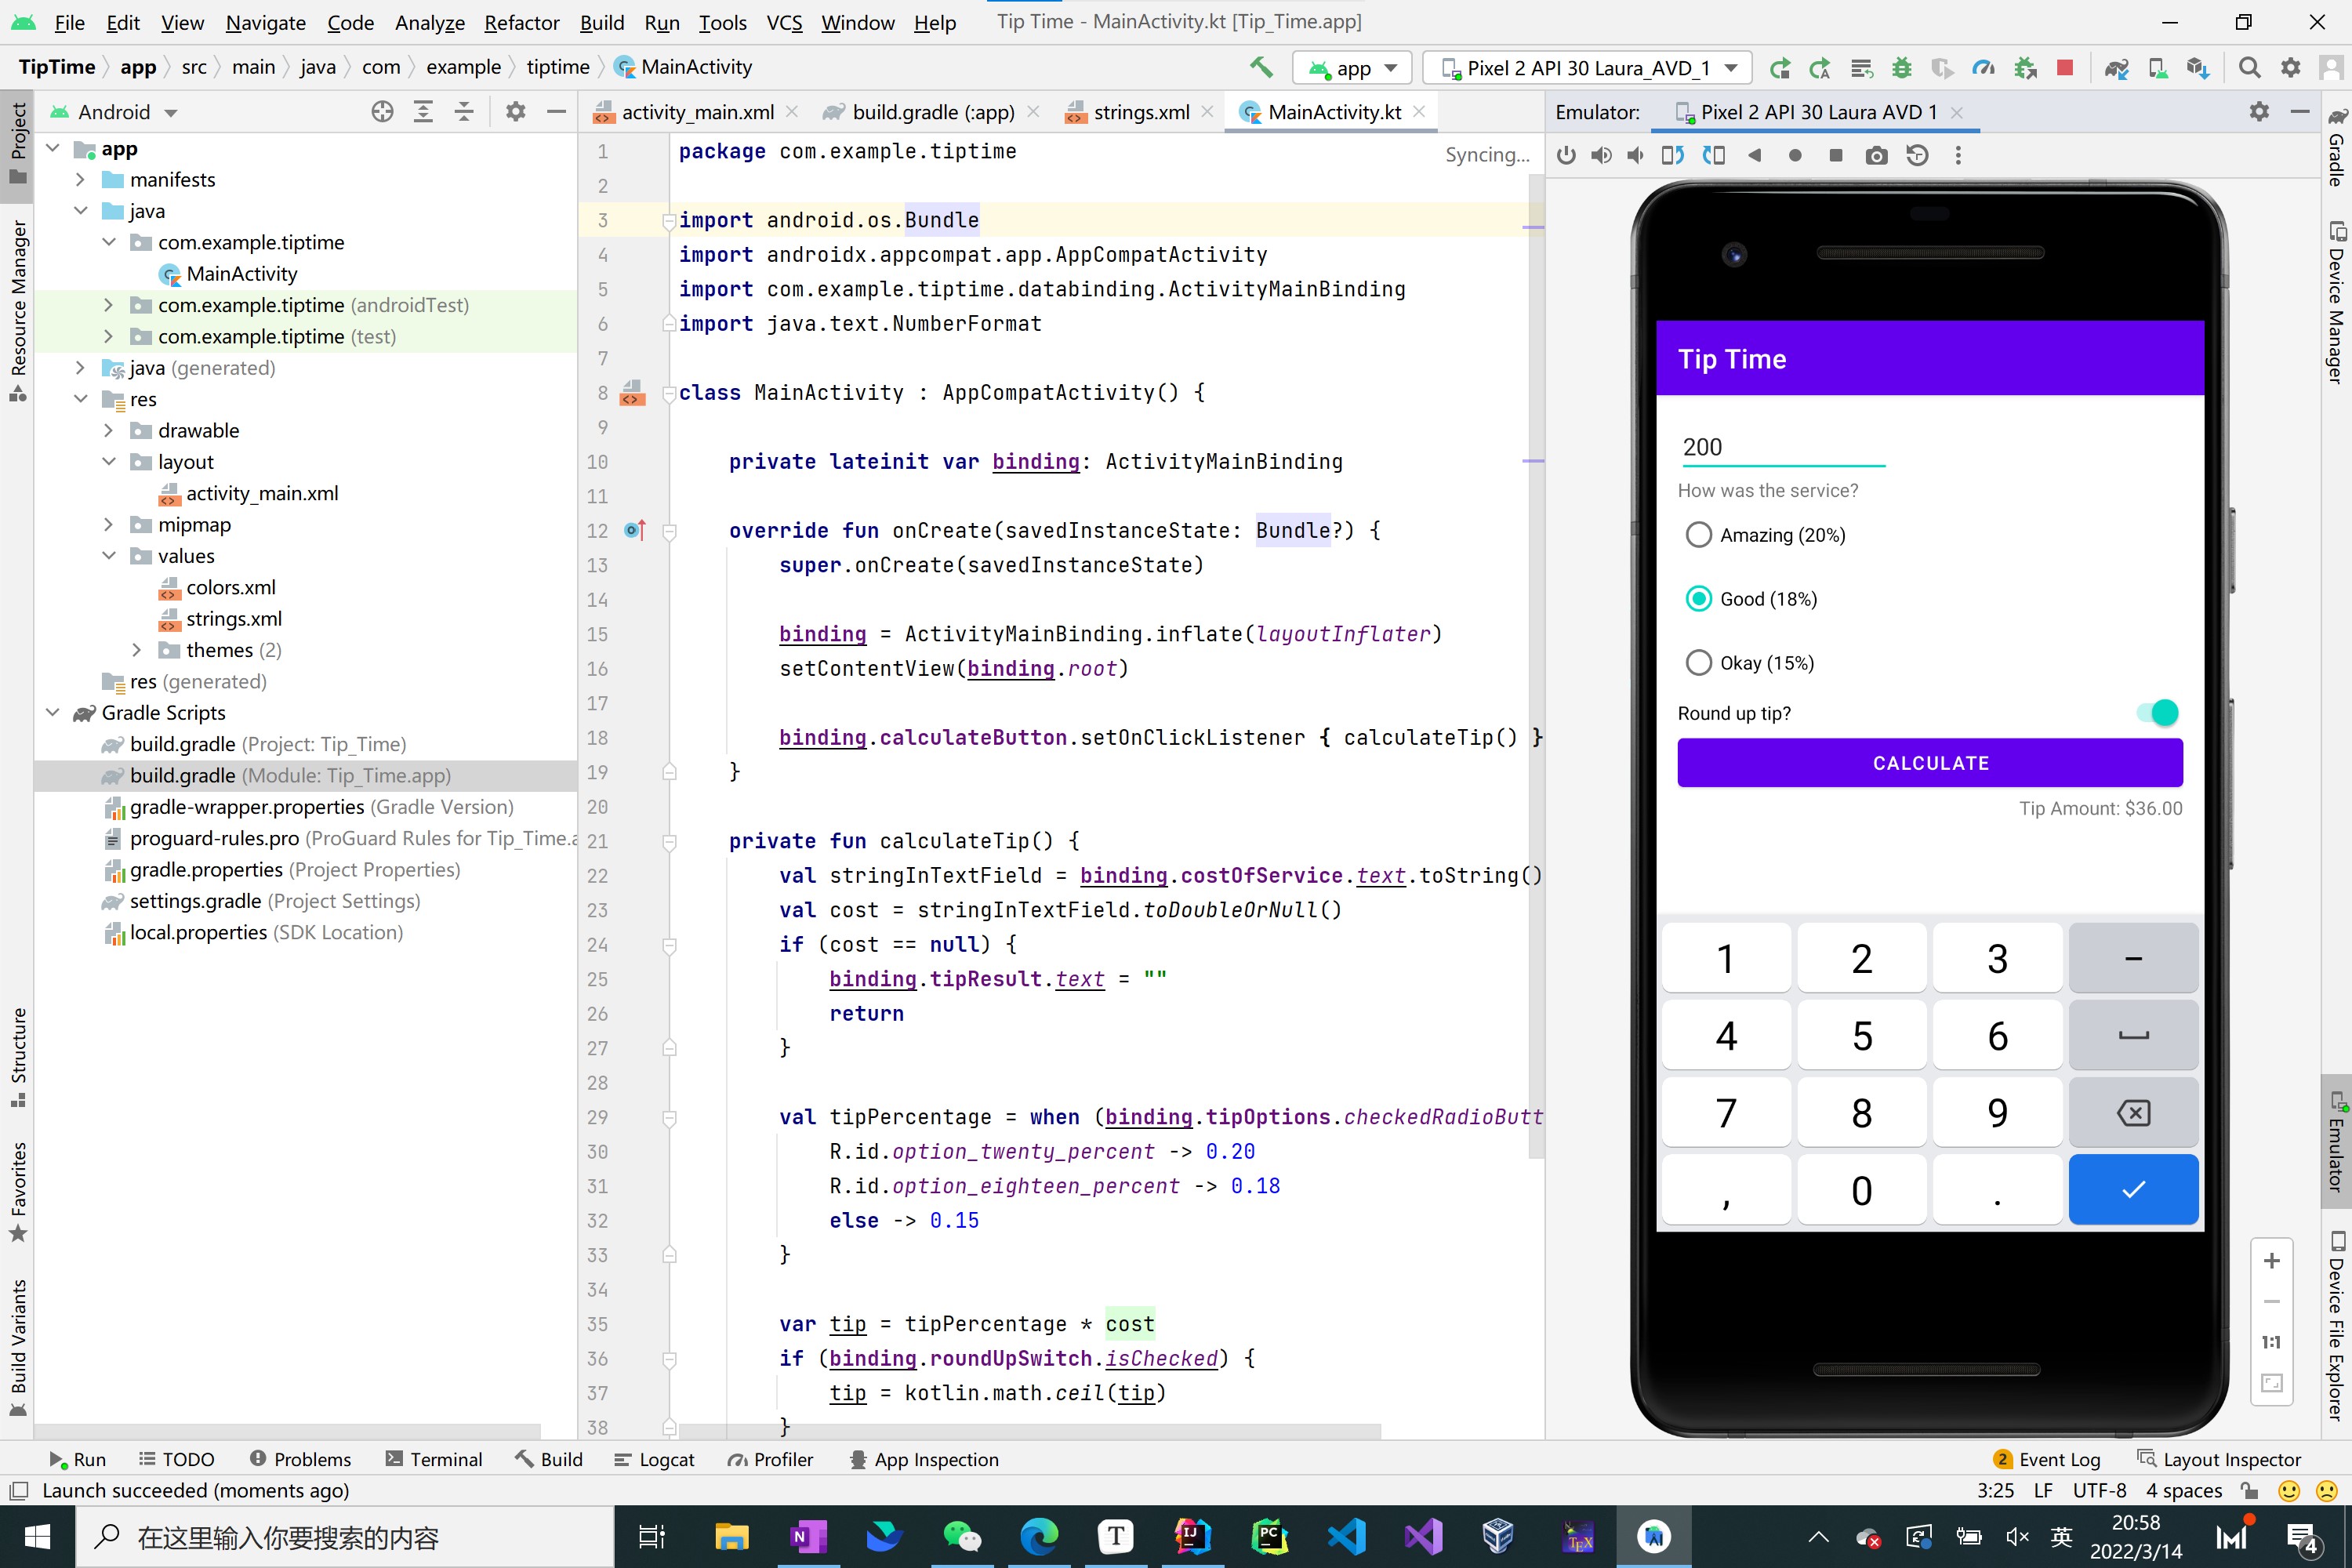 File Edit View Navigate Code Analyze Refactor Build Run Tools VCS Window Help Tip Time - MainActivity.kt [Tip_Time.app]
TipTime app src main java com example tiptime MainActivity app Pixel 2 API 30 Laura_AVD_1
Android
activity_main.xml build.gradle (:app) strings.xml MainActivity.kt
Emulator: Pixel 2 API 30 Laura AVD 1
Project
Resource Manager
Structure
Favorites
Build Variants
app
manifests
java
com.example.tiptime
MainActivity
com.example.tiptime (androidTest)
com.example.tiptime (test)
java (generated)
res
drawable
layout
activity_main.xml
mipmap
values
colors.xml
strings.xml
themes (2)
res (generated)
Gradle Scripts
build.gradle (Project: Tip_Time)
build.gradle (Module: Tip_Time.app)
gradle-wrapper.properties (Gradle Version)
proguard-rules.pro (ProGuard Rules for Tip_Time.a
gradle.properties (Project Properties)
settings.gradle (Project Settings)
local.properties (SDK Location)
Syncing...
1 package com.example.tiptime
2
3 import android.os.Bundle
4 import androidx.appcompat.app.AppCompatActivity
5 import com.example.tiptime.databinding.ActivityMainBinding
6 import java.text.NumberFormat
7
8 class MainActivity : AppCompatActivity() {
9
10 private lateinit var binding: ActivityMainBinding
11
12 override fun onCreate(savedInstanceState: Bundle?) {
13 super.onCreate(savedInstanceState)
14
15 binding = ActivityMainBinding.inflate(layoutInflater)
16 setContentView(binding.root)
17
18 binding.calculateButton.setOnClickListener { calculateTip() }
19 }
20
21 private fun calculateTip() {
22 val stringInTextField = binding.costOfService.text.toString()
23 val cost = stringInTextField.toDoubleOrNull()
24 if (cost == null) {
25 binding.tipResult.text = ""
26 return
27 }
28
29 val tipPercentage = when (binding.tipOptions.checkedRadioButt
30 R.id.option_twenty_percent -> 0.20
31 R.id.option_eighteen_percent -> 0.18
32 else -> 0.15
33 }
34
35 var tip = tipPercentage * cost
36 if (binding.roundUpSwitch.isChecked) {
37 tip = kotlin.math.ceil(tip)
38 }
Tip Time
200
How was the service?
Amazing (20%)
Good (18%)
Okay (15%)
Round up tip?
CALCULATE
Tip Amount: $36.00
1 2 3 -
4 5 6
7 8 9
, 0 .
1:1
Gradle
Device Manager
Emulator
Device File Explorer
Run TODO Problems Terminal Build Logcat Profiler App Inspection 2 Event Log Layout Inspector
Launch succeeded (moments ago) 3:25 LF UTF-8 4 spaces
在这里输入你要搜索的内容
N
T
IJ
PC
TEX
英
20:58
2022/3/14
4